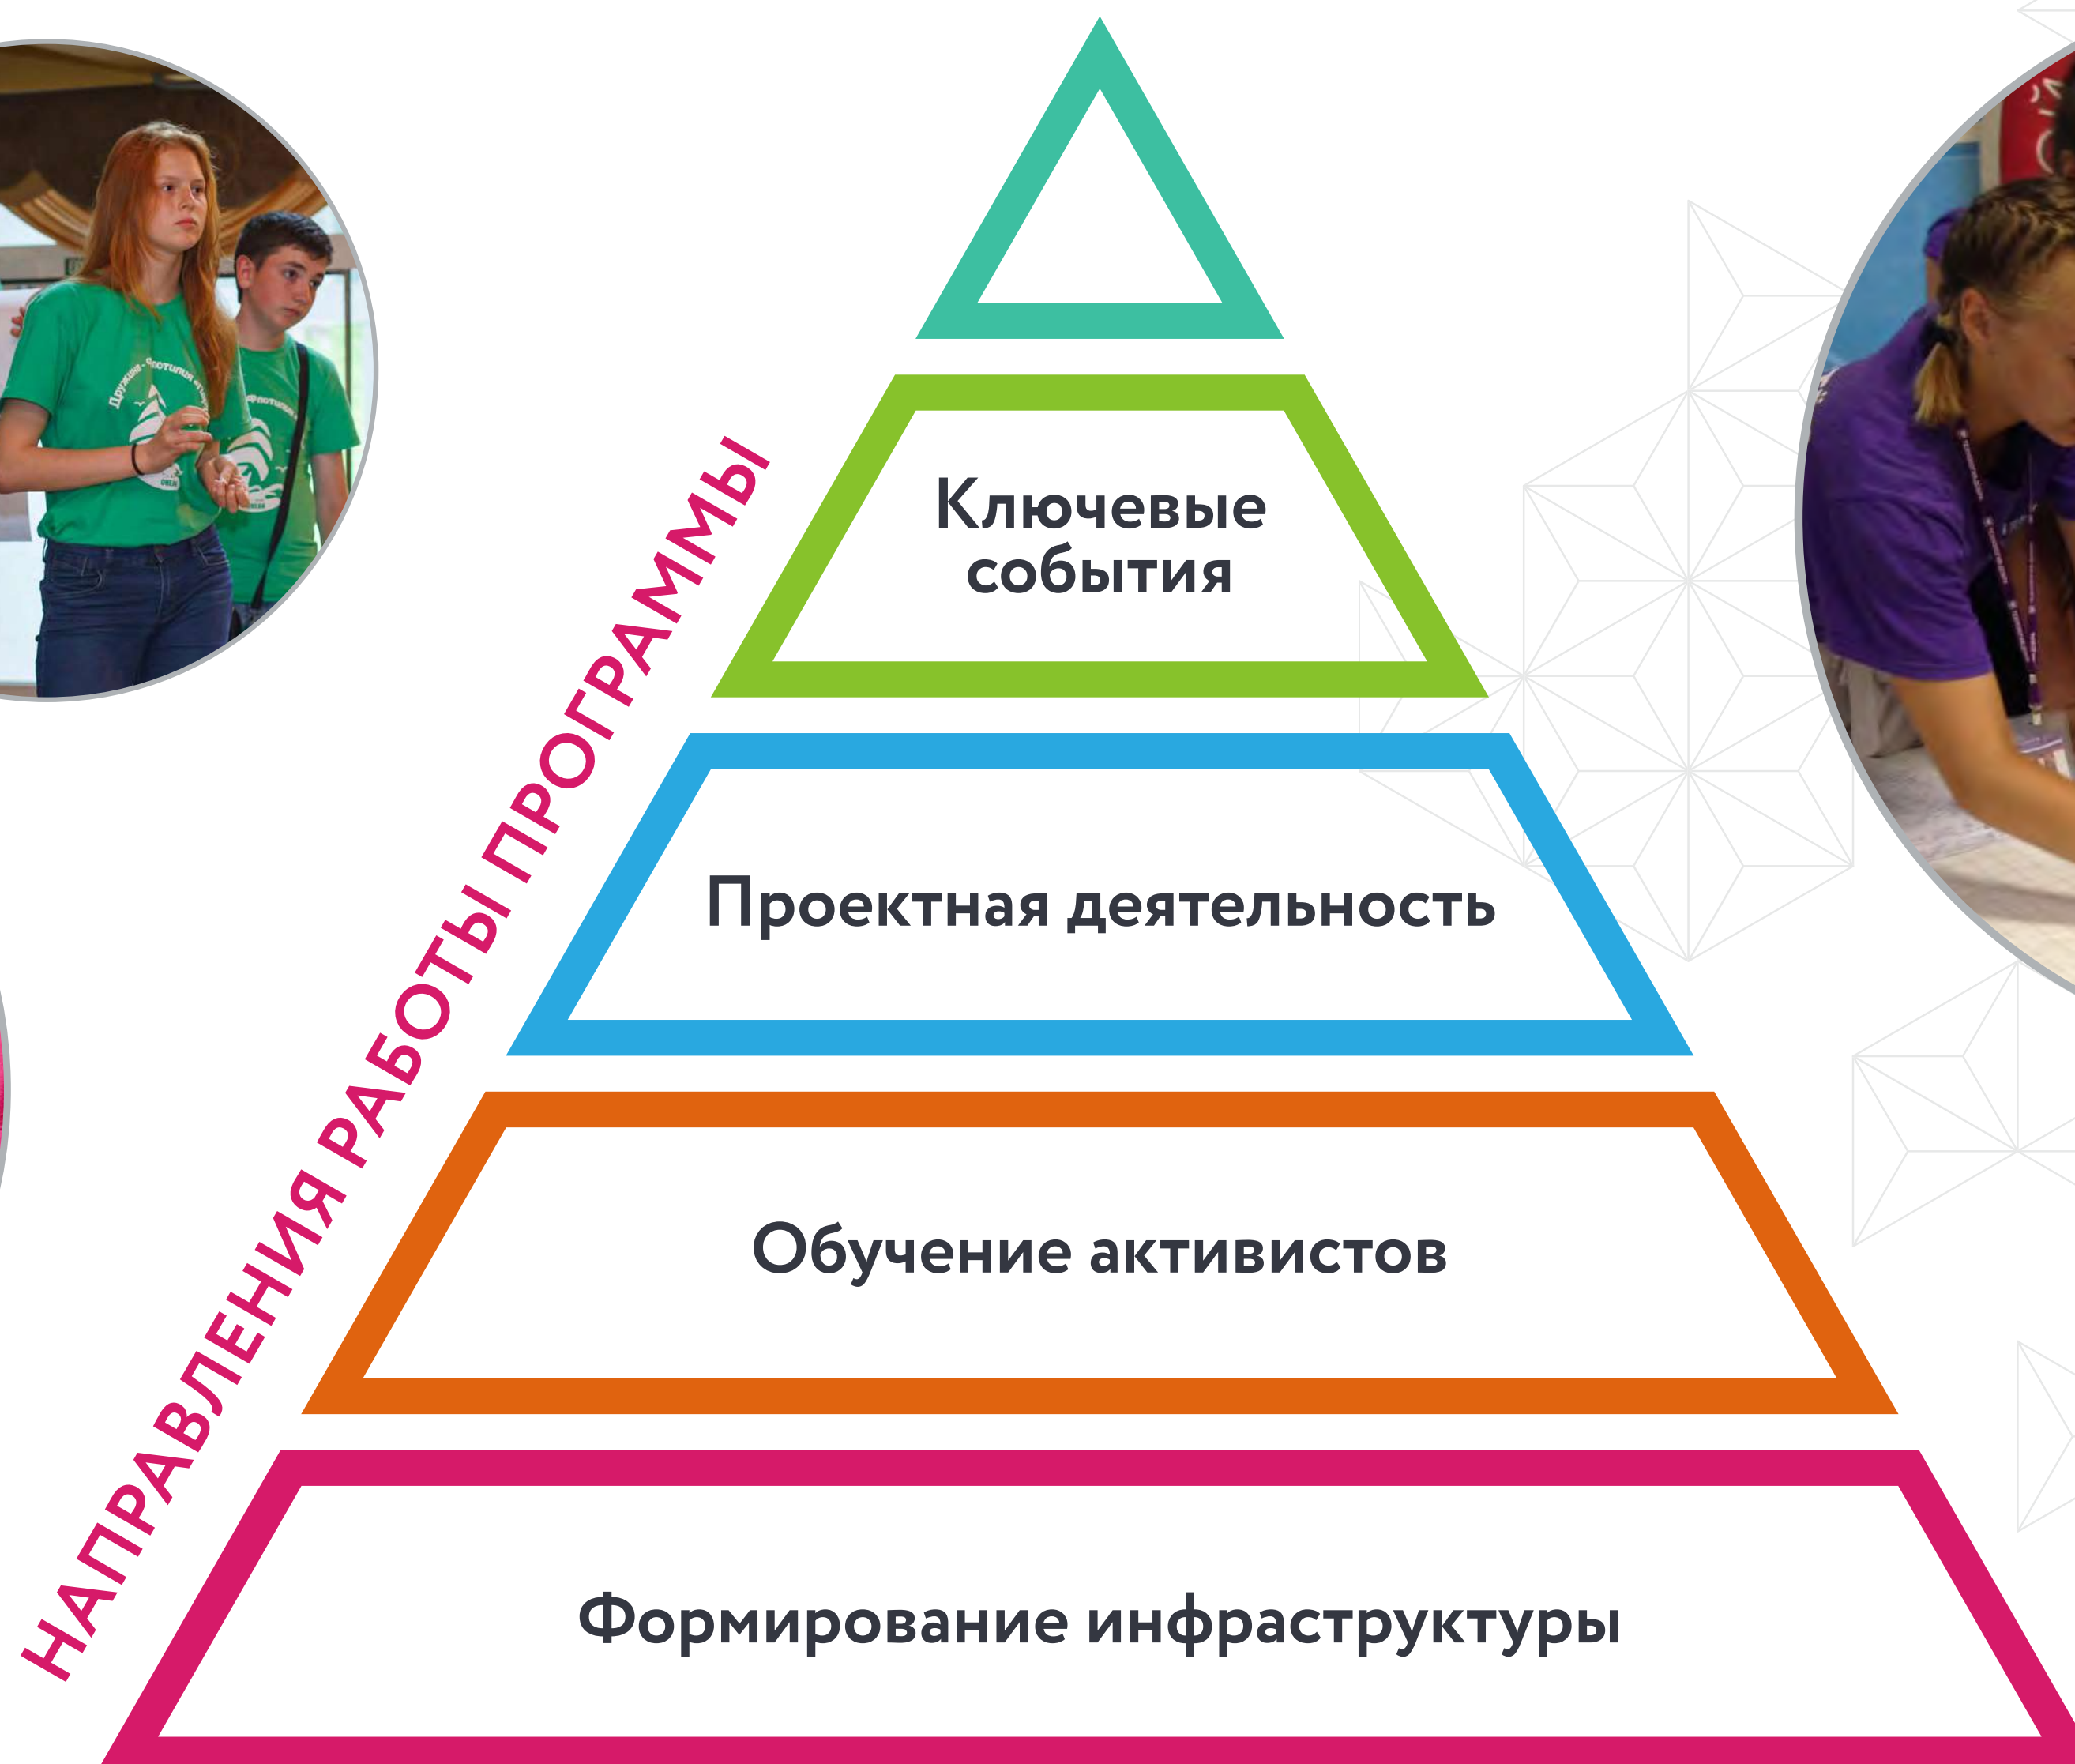 НАПРАВЛЕНИЯ РАБОТЫ ПРОГРАММЫ
Ключевые
события
Проектная деятельность
Обучение активистов
Формирование инфраструктуры